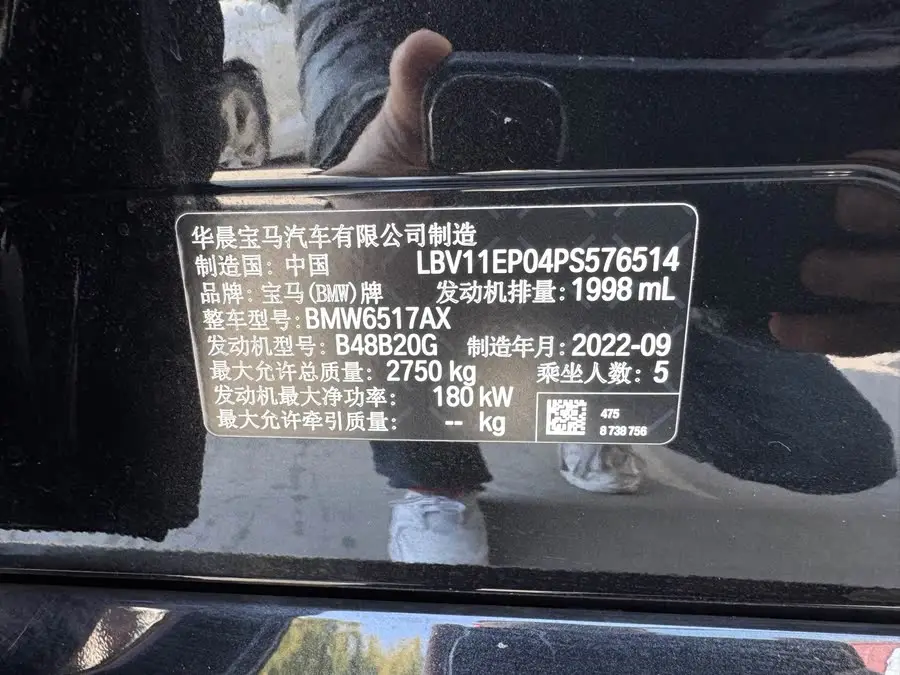 华晨宝马汽车有限公司制造
制造国：中国 LBV11EP04PS576514
品牌：宝马(BMW)牌 发动机排量：1998 mL
整车型号：BMW6517AX
发动机型号：B48B20G 制造年月：2022-09
最大允许总质量：2750 kg 乘坐人数：5
发动机最大净功率： 180 kW
最大允许牵引质量： -- kg
475
8 738 756